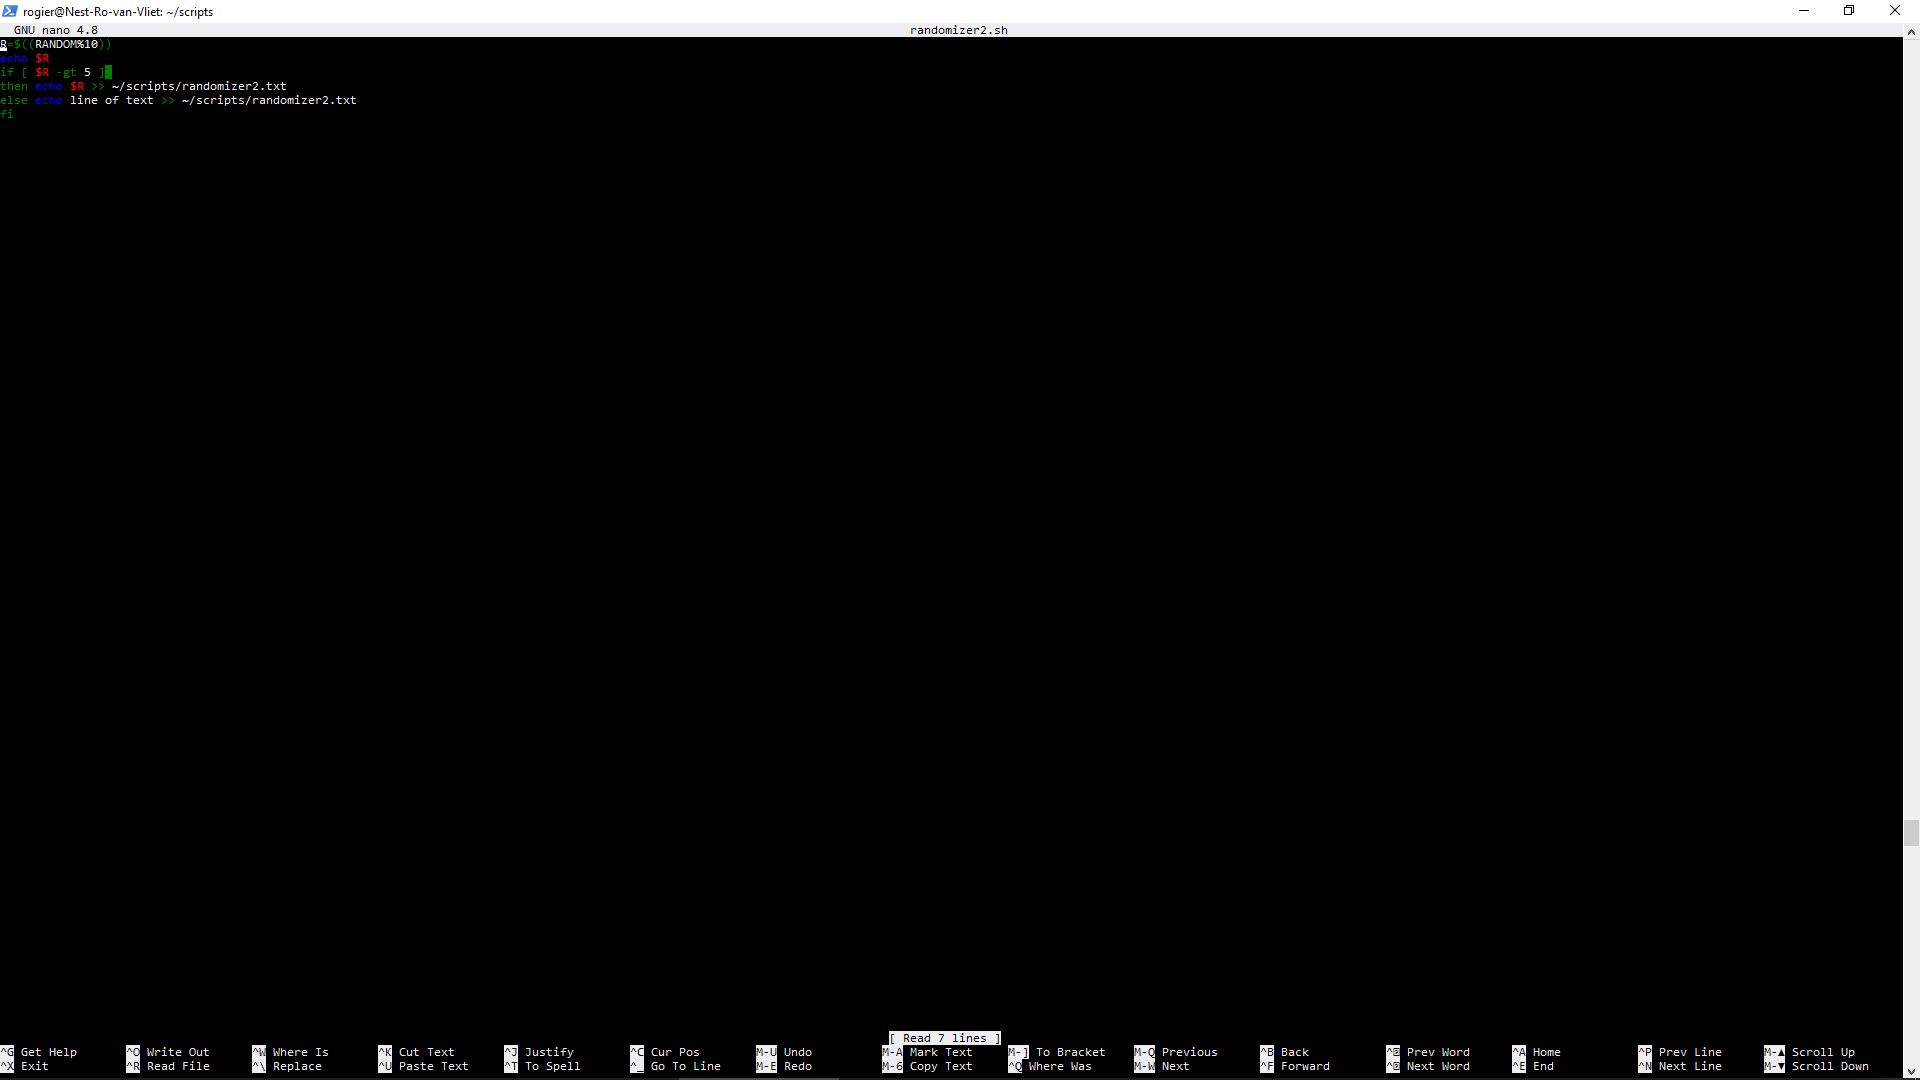 rogier@Nest-Ro-van-Vliet: ~/scripts
GNU nano 4.8 randomizer2.sh
R=$((RANDOM%10))
echo $R
if [ $R -gt 5 ]
then echo $R >> ~/scripts/randomizer2.txt
else echo line of text >> ~/scripts/randomizer2.txt
fi
[ Read 7 lines ]
^G Get Help ^O Write Out ^W Where Is ^K Cut Text ^J Justify ^C Cur Pos M-U Undo M-A Mark Text M-] To Bracket M-Q Previous ^B Back ^ Prev Word ^A Home ^P Prev Line M-▲ Scroll Up
^X Exit ^R Read File ^\ Replace ^U Paste Text ^T To Spell ^_ Go To Line M-E Redo M-6 Copy Text ^Q Where Was M-W Next ^F Forward ^ Next Word ^E End ^N Next Line M-▼ Scroll Down